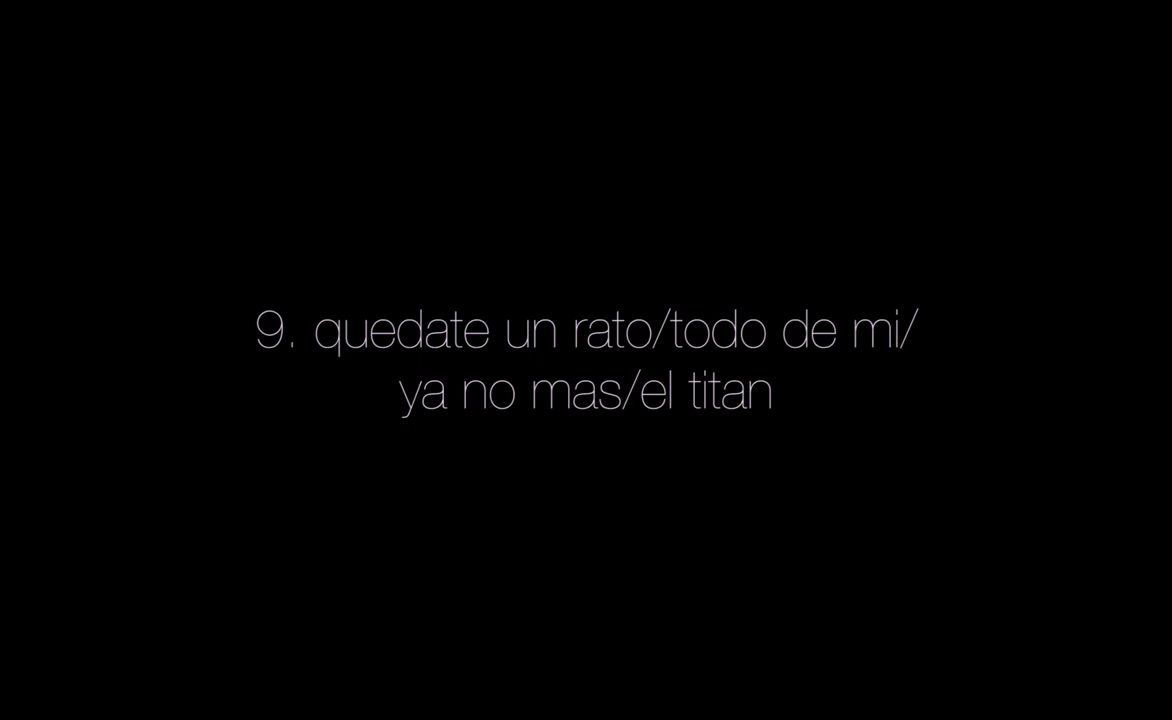 9. quedate un rato/todo de mi/
ya no mas/el titan